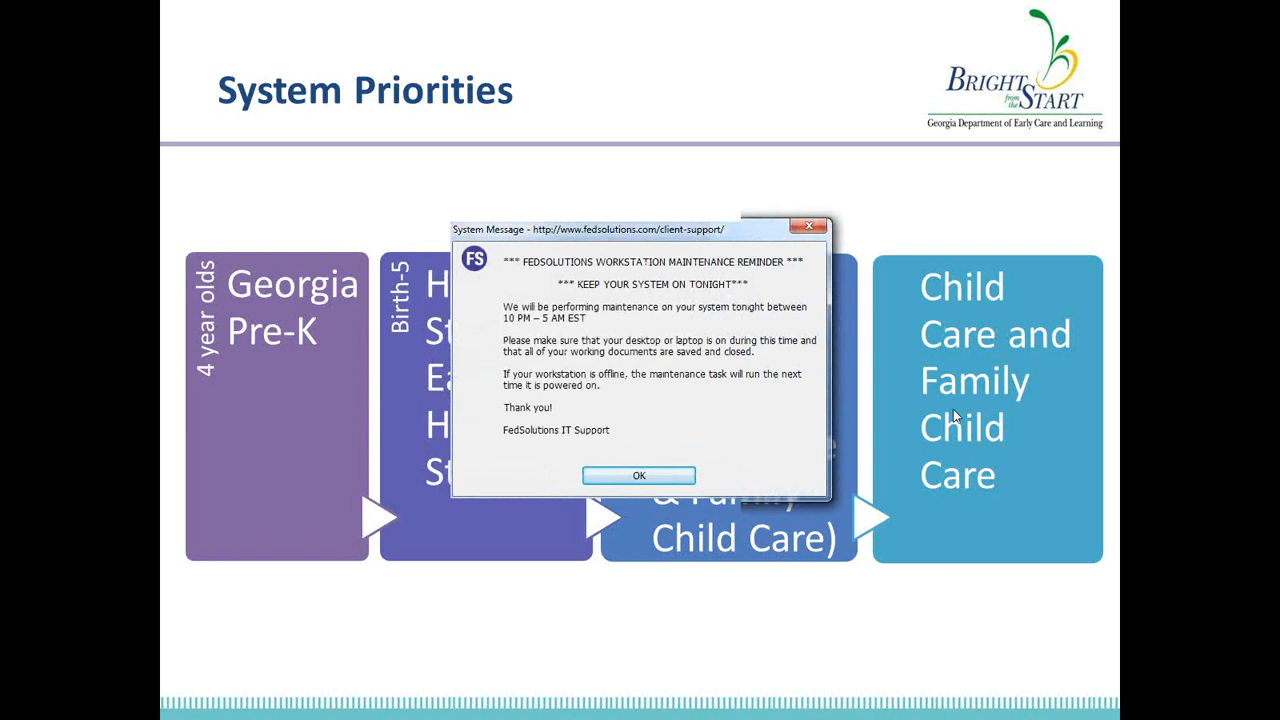 System Priorities
BRIGHT
from the START
Georgia Department of Early Care and Learning
4 year olds
Georgia
Pre-K
Birth-5
System Message - http://www.fedsolutions.com/client-support/
FS
*** FEDSOLUTIONS WORKSTATION MAINTENANCE REMINDER ***
*** KEEP YOUR SYSTEM ON TONIGHT***
We will be performing maintenance on your system tonight between
10 PM – 5 AM EST
Please make sure that your desktop or laptop is on during this time and
that all of your working documents are saved and closed.
If your workstation is offline, the maintenance task will run the next
time it is powered on.
Thank you!
FedSolutions IT Support
OK
& Family
Child Care)
Child
Care and
Family
Child
Care